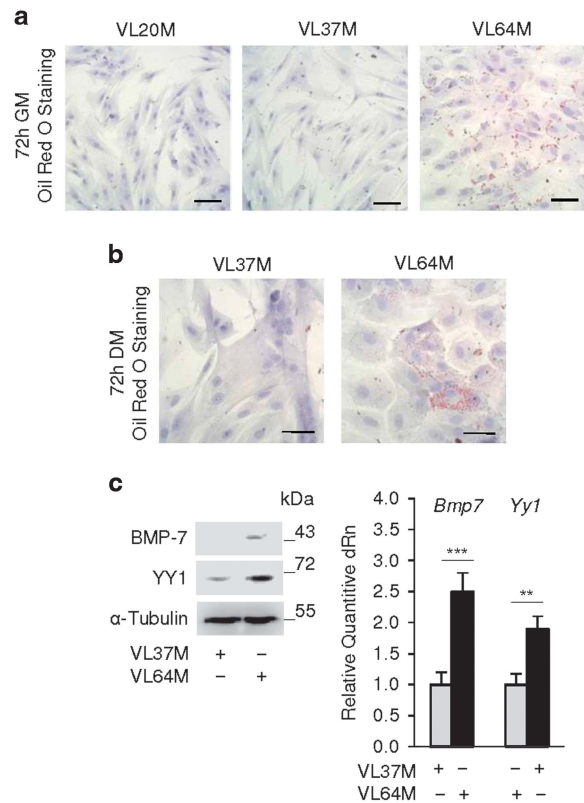 a
VL20M VL37M VL64M
72h GM
Oil Red O Staining
b
VL37M VL64M
72h DM
Oil Red O Staining
c
kDa
BMP-7 43
YY1 72
α-Tubulin 55
VL37M + –
VL64M – +
Relative Quantitive dRn
4.0
3.5
3.0
2.5
2.0
1.5
1.0
0.5
0.0
Bmp7 Yy1
*** **
VL37M + – – +
VL64M – + + –